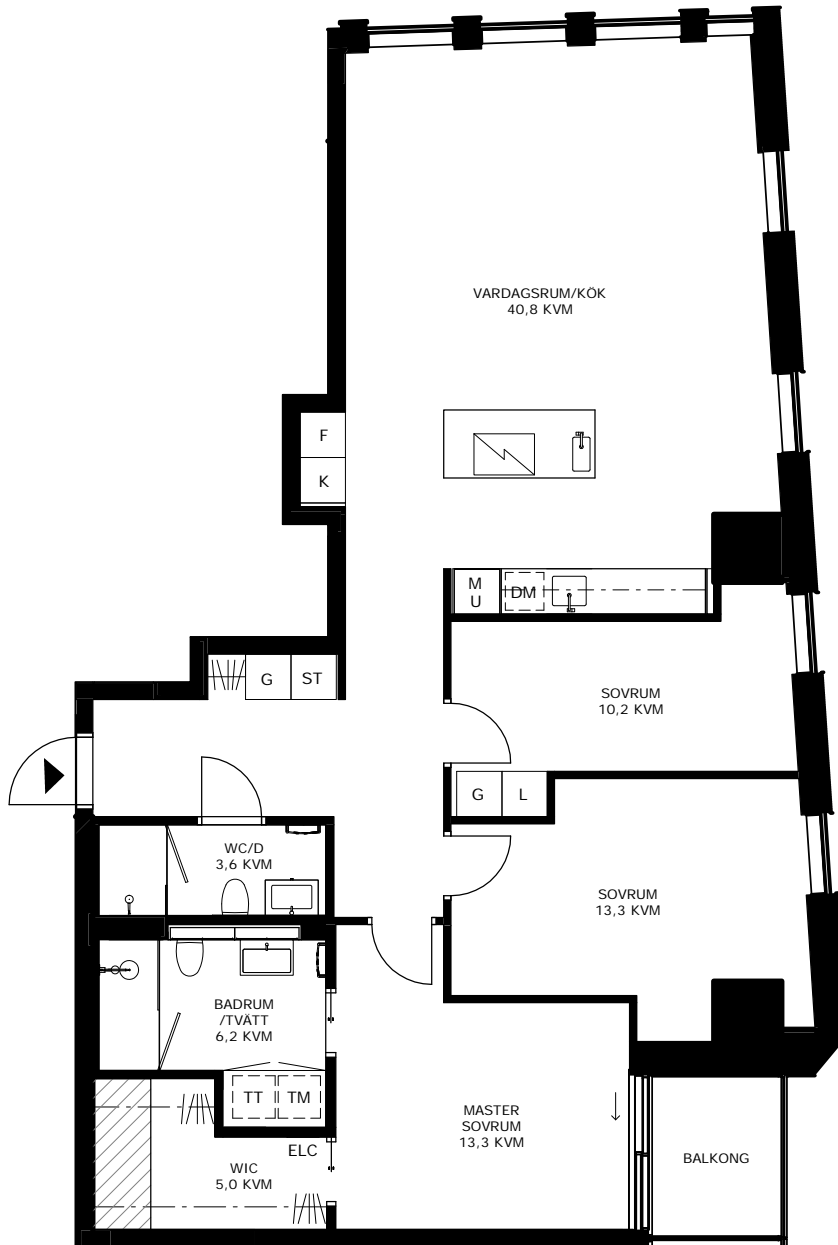 VARDAGSRUM/KÖK
40,8 KVM
F
K
M
U
DM
G
ST
SOVRUM
10,2 KVM
G
L
WC/D
3,6 KVM
SOVRUM
13,3 KVM
BADRUM
/TVÄTT
6,2 KVM
TT
TM
MASTER
SOVRUM
13,3 KVM
ELC
WIC
5,0 KVM
BALKONG